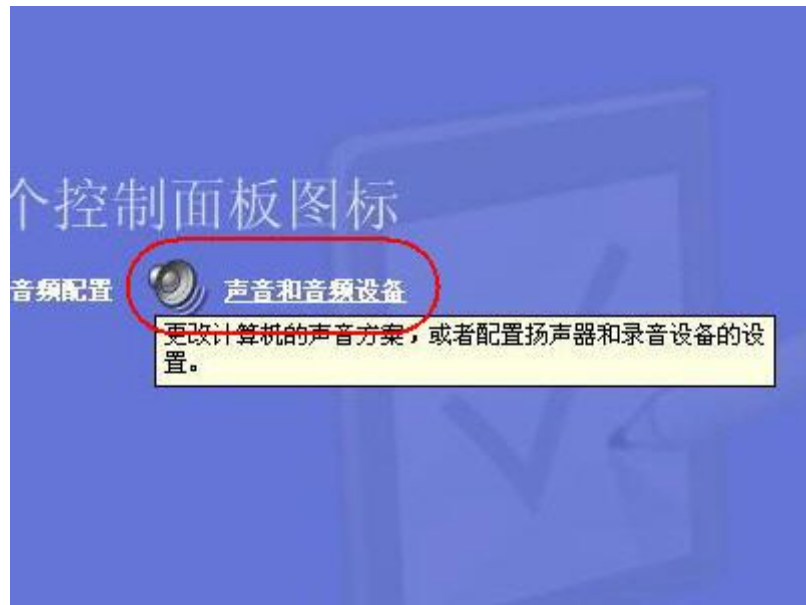 个控制面板图标
音频配置 声音和音频设备
更改计算机的声音方案，或者配置扬声器和录音设备的设
置。